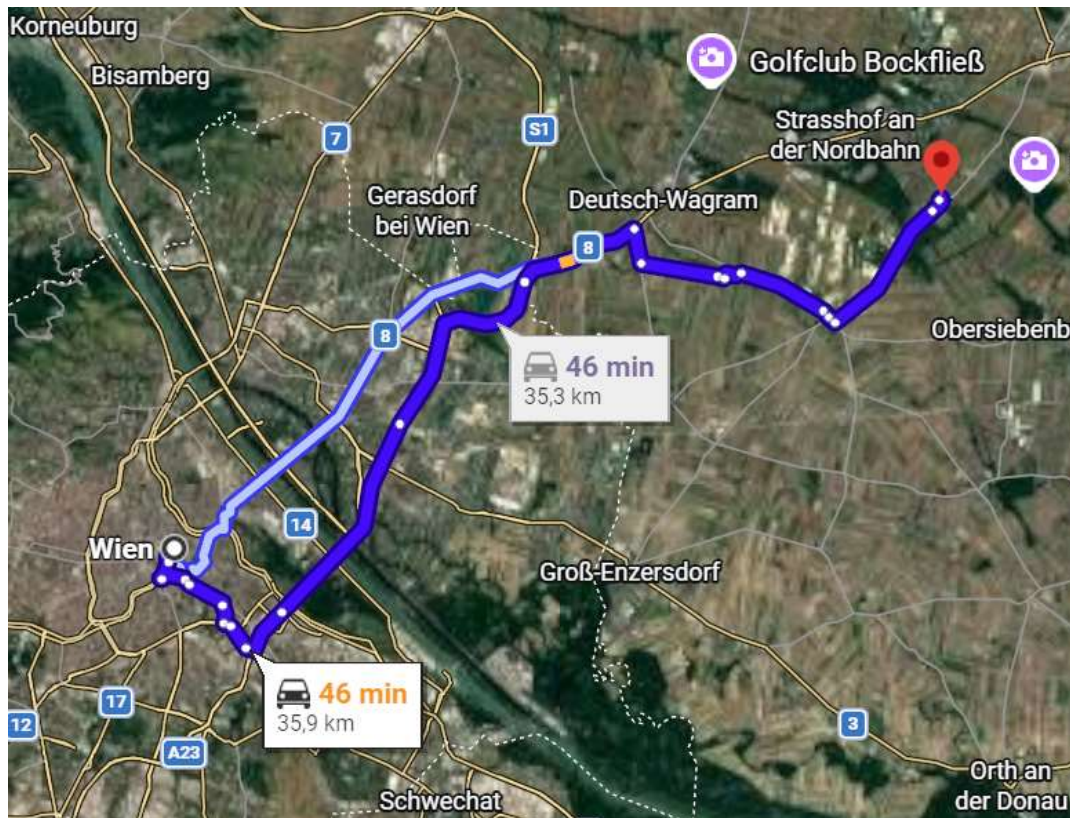 Korneuburg
Bisamberg
Golfclub Bockfließ
7
S1
Strasshof an
der Nordbahn
Gerasdorf
bei Wien
Deutsch-Wagram
8
8
Obersiebenb
46 min
35,3 km
14
Wien
Groß-Enzersdorf
46 min
35,9 km
17
12
A23
3
Orth an
der Donau
Schwechat